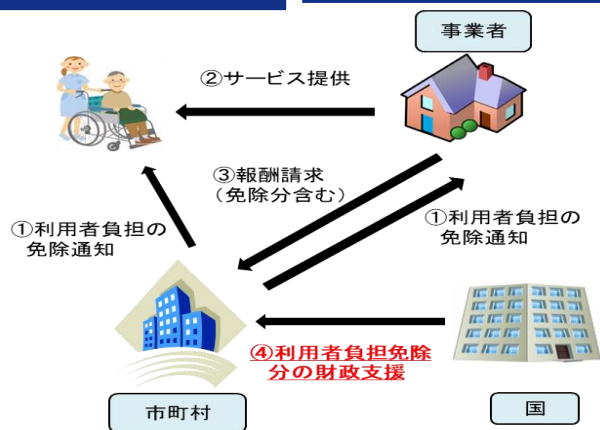 事業者
②サービス提供
③報酬請求
（免除分含む）
①利用者負担の
免除通知
①利用者負担の
免除通知
④利用者負担免除
分の財政支援
市町村
国